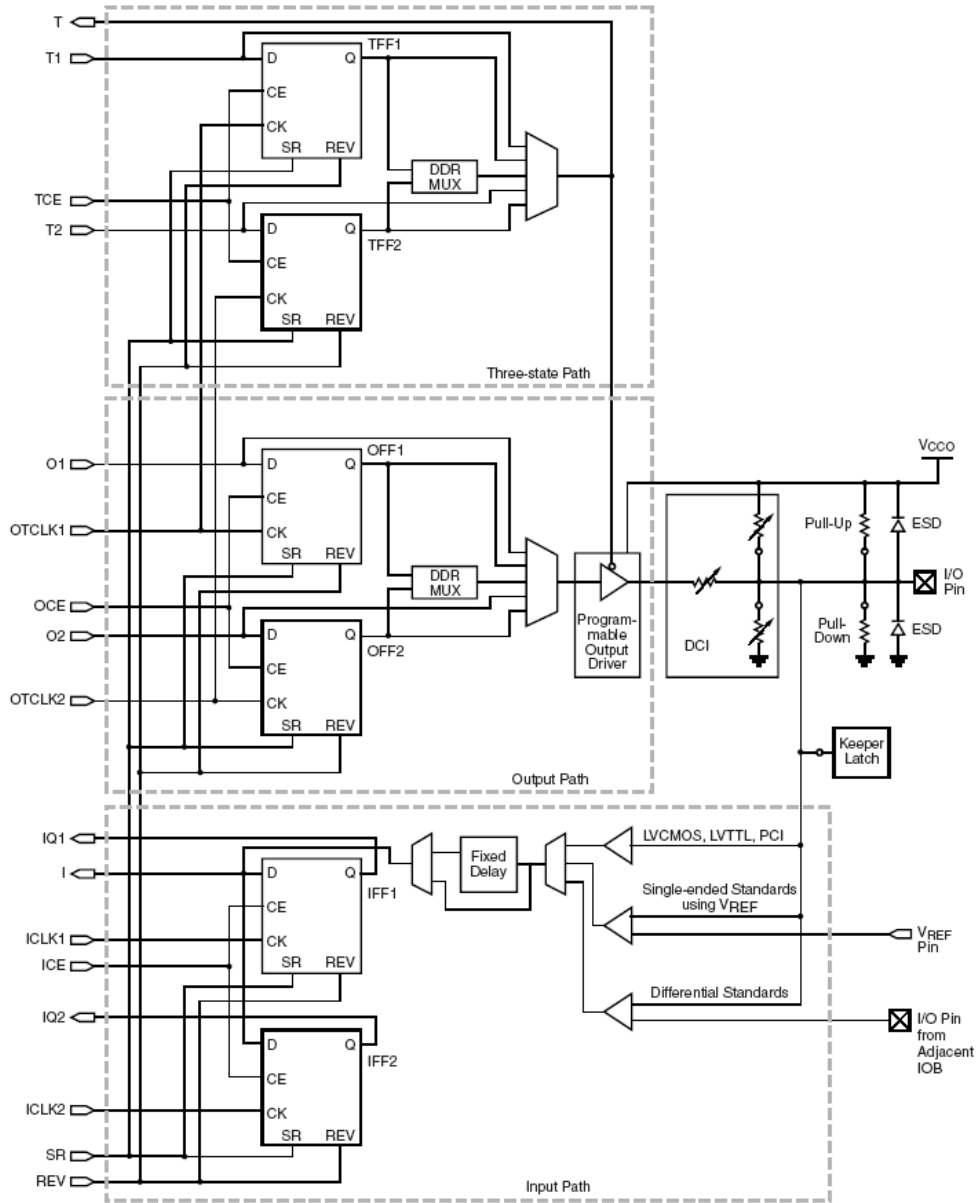 T
T1
TFF1
D
Q
CE
CK
SR REV
DDR
MUX
TCE
T2
D
Q
TFF2
CE
CK
SR REV
Three-state Path
O1
OFF1
D
Q
CE
OTCLK1
CK
SR REV
DDR
MUX
OCE
O2
D
Q
OFF2
CE
OTCLK2
CK
SR REV
Program-
mable
Output
Driver
DCI
VCCO
Pull-Up
ESD
I/O
Pin
Pull-
Down
ESD
Keeper
Latch
Output Path
IQ1
I
D
Q
IFF1
CE
ICLK1
CK
ICE
SR REV
Fixed
Delay
LVCMOS, LVTTL, PCI
Single-ended Standards
using VREF
VREF
Pin
Differential Standards
I/O Pin
from
Adjacent
IOB
IQ2
D
Q
IFF2
CE
ICLK2
CK
SR REV
SR
REV
Input Path